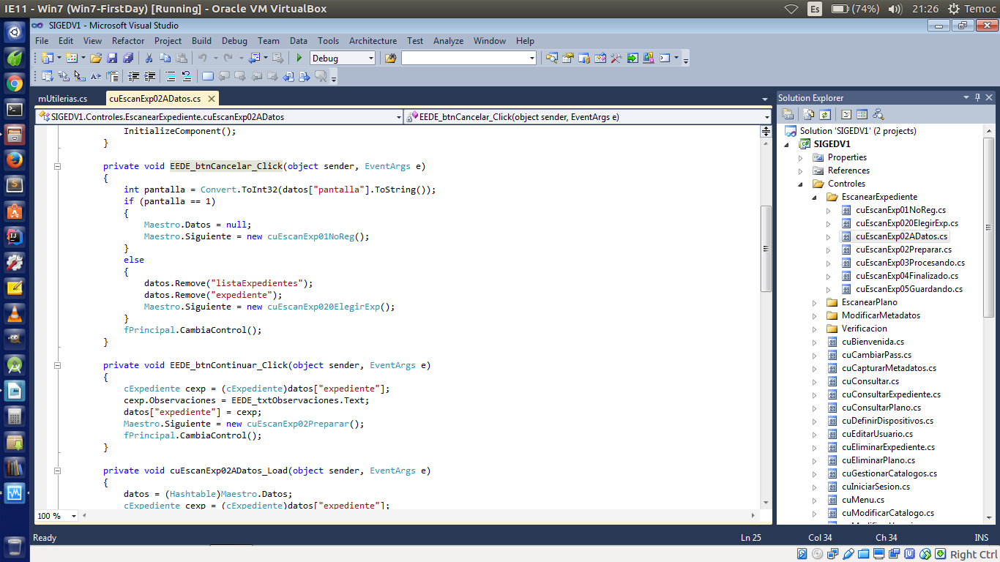 IE11 - Win7 (Win7-FirstDay) [Running] - Oracle VM VirtualBox
Es (74%) 21:26 Temoc
SIGEDV1 - Microsoft Visual Studio
File Edit View Refactor Project Build Debug Team Data Tools Architecture Test Analyze Window Help
Debug
mUtilerias.cs cuEscanExp02ADatos.cs
SIGEDV1.Controles.EscanearExpediente.cuEscanExp02ADatos EEDE_btnCancelar_Click(object sender, EventArgs e)
InitializeComponent();
}
private void EEDE_btnCancelar_Click(object sender, EventArgs e)
{
int pantalla = Convert.ToInt32(datos["pantalla"].ToString());
if (pantalla == 1)
{
Maestro.Datos = null;
Maestro.Siguiente = new cuEscanExp01NoReg();
}
else
{
datos.Remove("listaExpedientes");
datos.Remove("expediente");
Maestro.Siguiente = new cuEscanExp020ElegirExp();
}
fPrincipal.CambiaControl();
}
private void EEDE_btnContinuar_Click(object sender, EventArgs e)
{
cExpediente cexp = (cExpediente)datos["expediente"];
cexp.Observaciones = EEDE_txtObservaciones.Text;
datos["expediente"] = cexp;
Maestro.Siguiente = new cuEscanExp02Preparar();
fPrincipal.CambiaControl();
}
private void cuEscanExp02ADatos_Load(object sender, EventArgs e)
{
datos = (Hashtable)Maestro.Datos;
cExpediente cexp = (cExpediente)datos["expediente"];
100 %
Solution Explorer
Solution 'SIGEDV1' (2 projects)
SIGEDV1
Properties
References
Controles
EscanearExpediente
cuEscanExp01NoReg.cs
cuEscanExp020ElegirExp.cs
cuEscanExp02ADatos.cs
cuEscanExp02Preparar.cs
cuEscanExp03Procesando.cs
cuEscanExp04Finalizado.cs
cuEscanExp05Guardando.cs
EscanearPlano
ModificarMetadatos
Verificacion
cuBienvenida.cs
cuCambiarPass.cs
cuCapturarMetadatos.cs
cuConsultar.cs
cuConsultarExpediente.cs
cuConsultarPlano.cs
cuDefinirDispositivos.cs
cuEditarUsuario.cs
cuEliminarExpediente.cs
cuEliminarPlano.cs
cuGestionarCatalogos.cs
cuIniciarSesion.cs
cuMenu.cs
cuModificarCatalogo.cs
Ready Ln 25 Col 34 Ch 34 INS
Right Ctrl